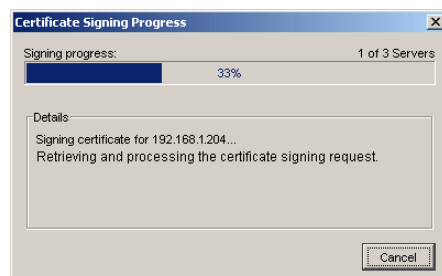 Certificate Signing Progress
Signing progress: 1 of 3 Servers
33%
Details
Signing certificate for 192.168.1.204...
Retrieving and processing the certificate signing request.
Cancel